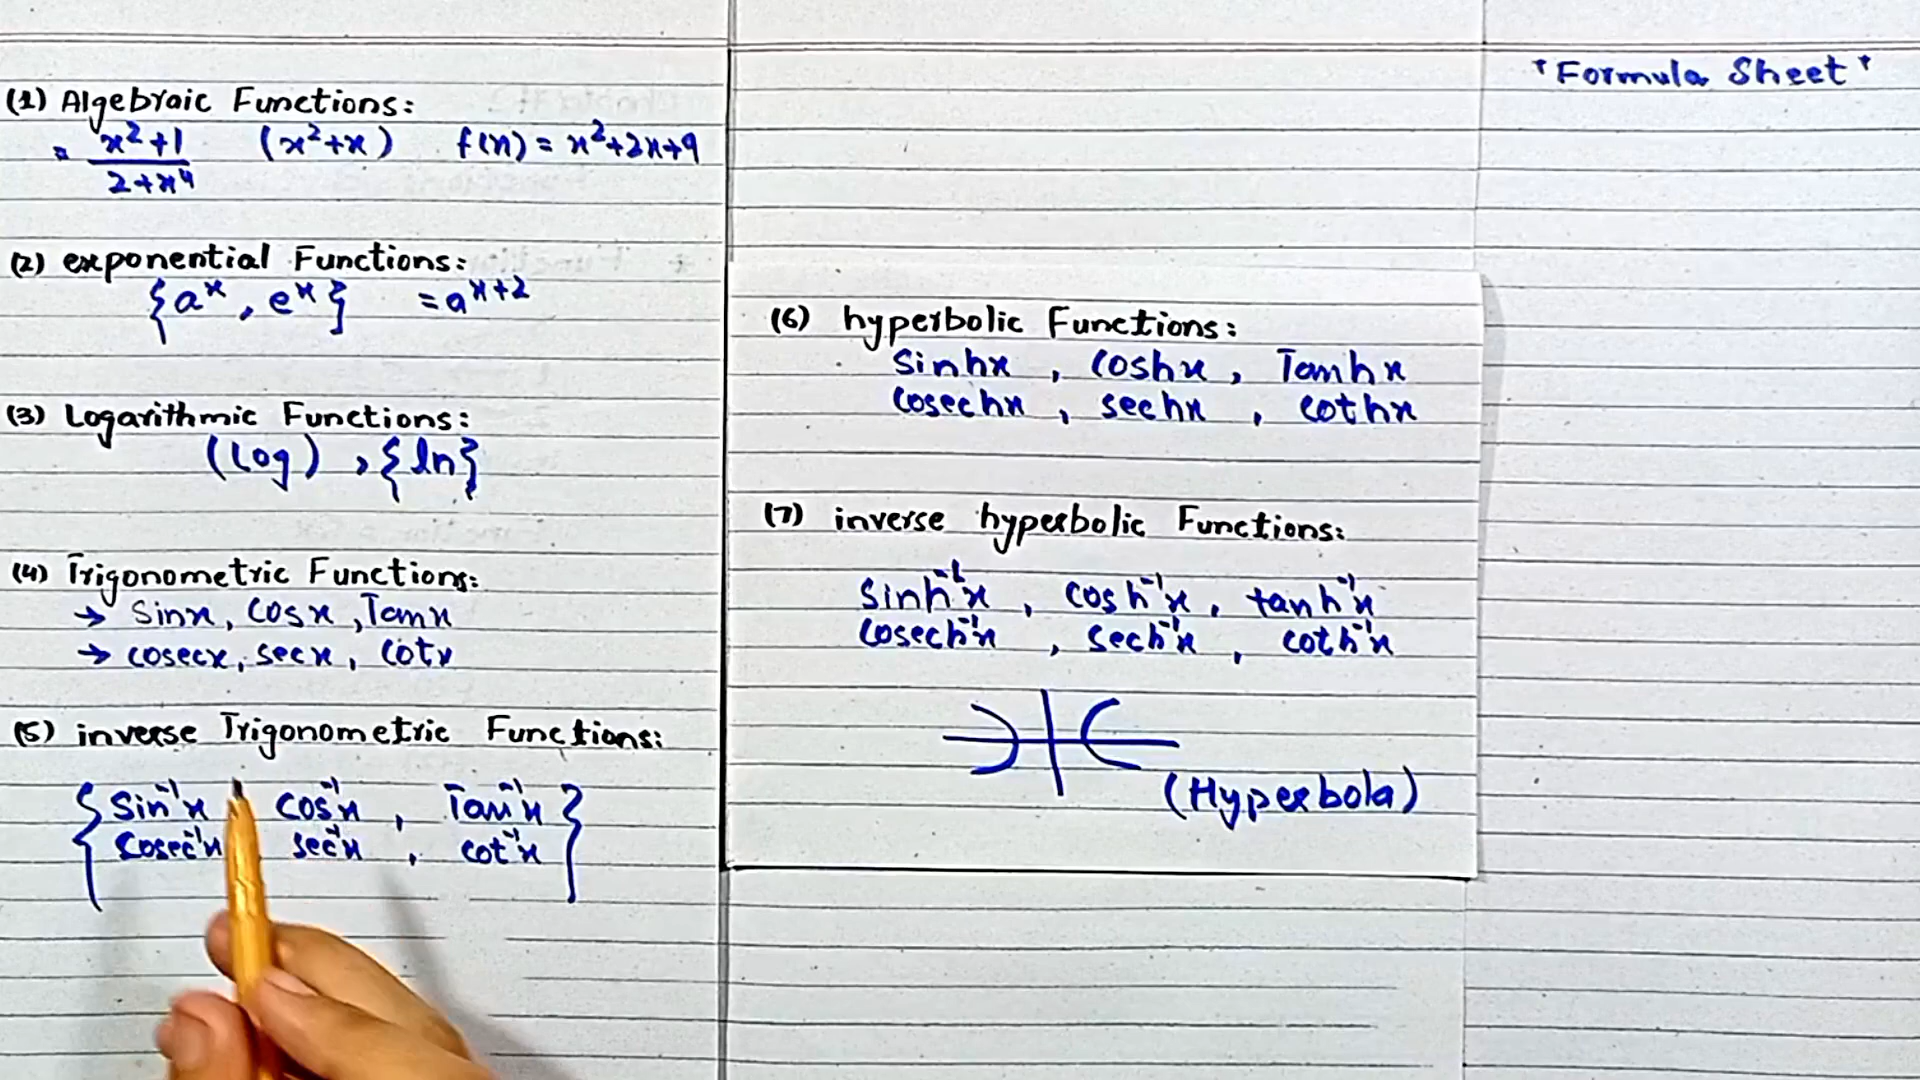 'Formula Sheet'
(1) Algebraic Functions:
= x²+1 / 2+x⁴ (x²+x) f(x) = x²+2x+9
(2) exponential Functions:
{aˣ, eˣ} = aˣ⁺²
(3) Logarithmic Functions:
(Log) , {ln}
(4) Trigonometric Functions:
→ Sinx, Cosx, Tanx
→ cosecx, secx, Cotx
(5) inverse Trigonometric Functions:
{ Sin⁻¹x Cos⁻¹x , Tan⁻¹x }
Cosec⁻¹x sec⁻¹x , cot⁻¹x
(6) hyperbolic Functions:
Sinhx , Coshx , Tanhx
Cosechx , sechx , cothx
(7) inverse hyperbolic Functions:
Sinh⁻¹x , Cosh⁻¹x , tanh⁻¹x
Cosech⁻¹x , Sech⁻¹x , coth⁻¹x
(Hyperbola)